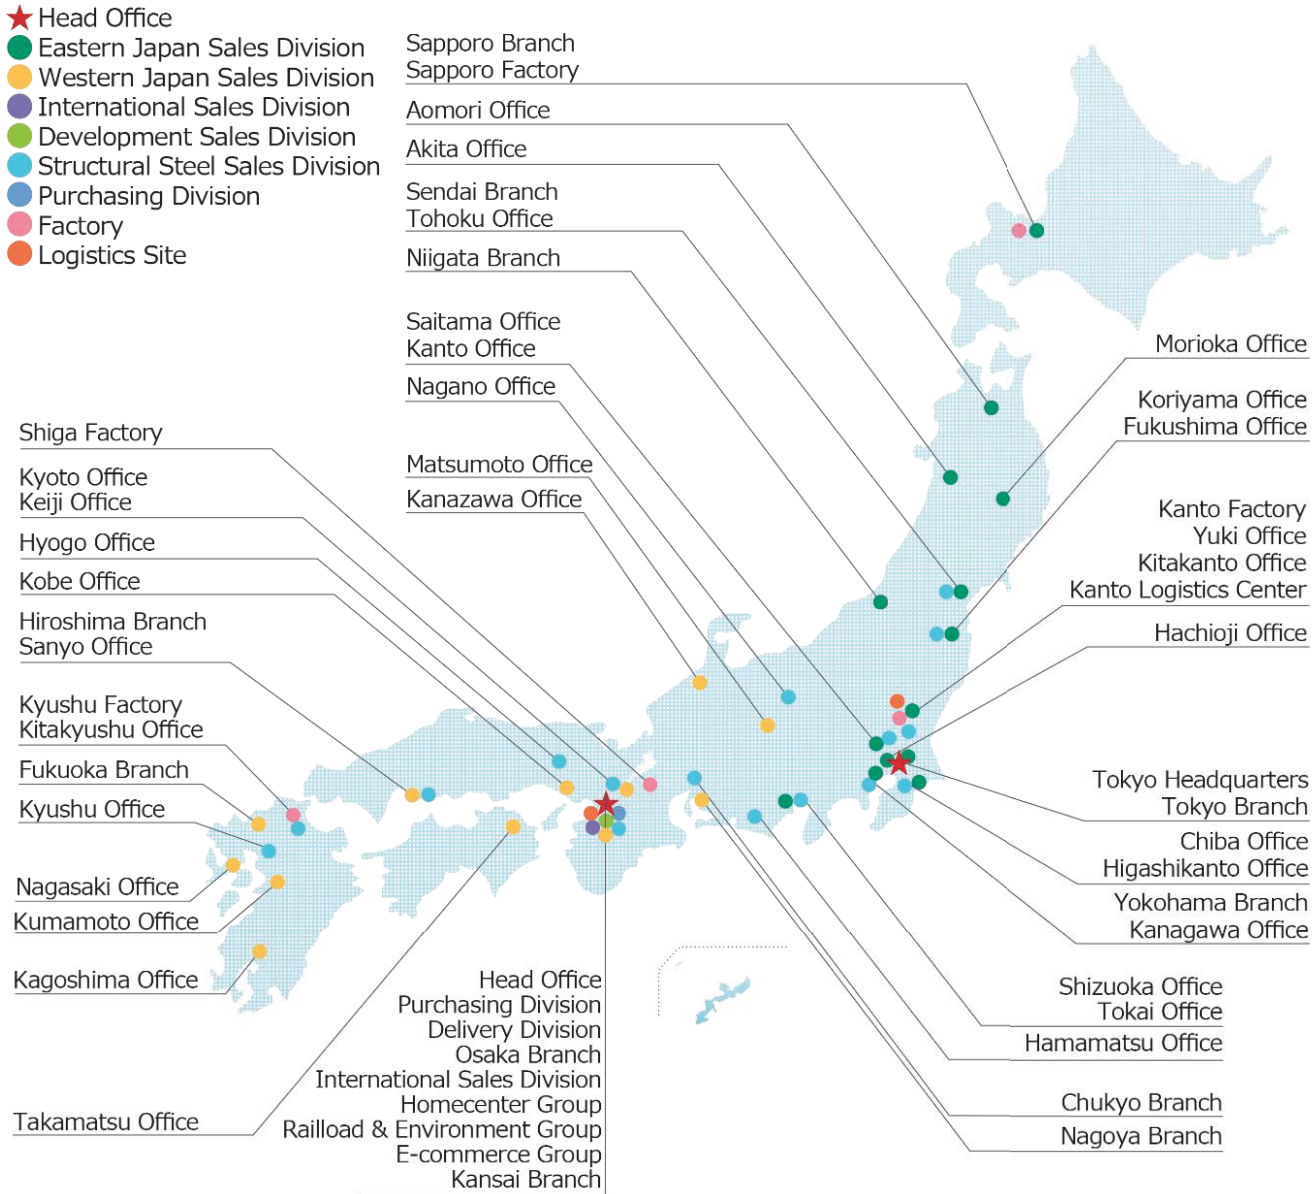 Head Office
Eastern Japan Sales Division
Western Japan Sales Division
International Sales Division
Development Sales Division
Structural Steel Sales Division
Purchasing Division
Factory
Logistics Site
Sapporo Branch
Sapporo Factory
Aomori Office
Akita Office
Sendai Branch
Tohoku Office
Niigata Branch
Saitama Office
Kanto Office
Nagano Office
Matsumoto Office
Kanazawa Office
Shiga Factory
Kyoto Office
Keiji Office
Hyogo Office
Kobe Office
Hiroshima Branch
Sanyo Office
Kyushu Factory
Kitakyushu Office
Fukuoka Branch
Kyushu Office
Nagasaki Office
Kumamoto Office
Kagoshima Office
Takamatsu Office
Head Office
Purchasing Division
Delivery Division
Osaka Branch
International Sales Division
Homecenter Group
Railload & Environment Group
E-commerce Group
Kansai Branch
Morioka Office
Koriyama Office
Fukushima Office
Kanto Factory
Yuki Office
Kitakanto Office
Kanto Logistics Center
Hachioji Office
Tokyo Headquarters
Tokyo Branch
Chiba Office
Higashikanto Office
Yokohama Branch
Kanagawa Office
Shizuoka Office
Tokai Office
Hamamatsu Office
Chukyo Branch
Nagoya Branch